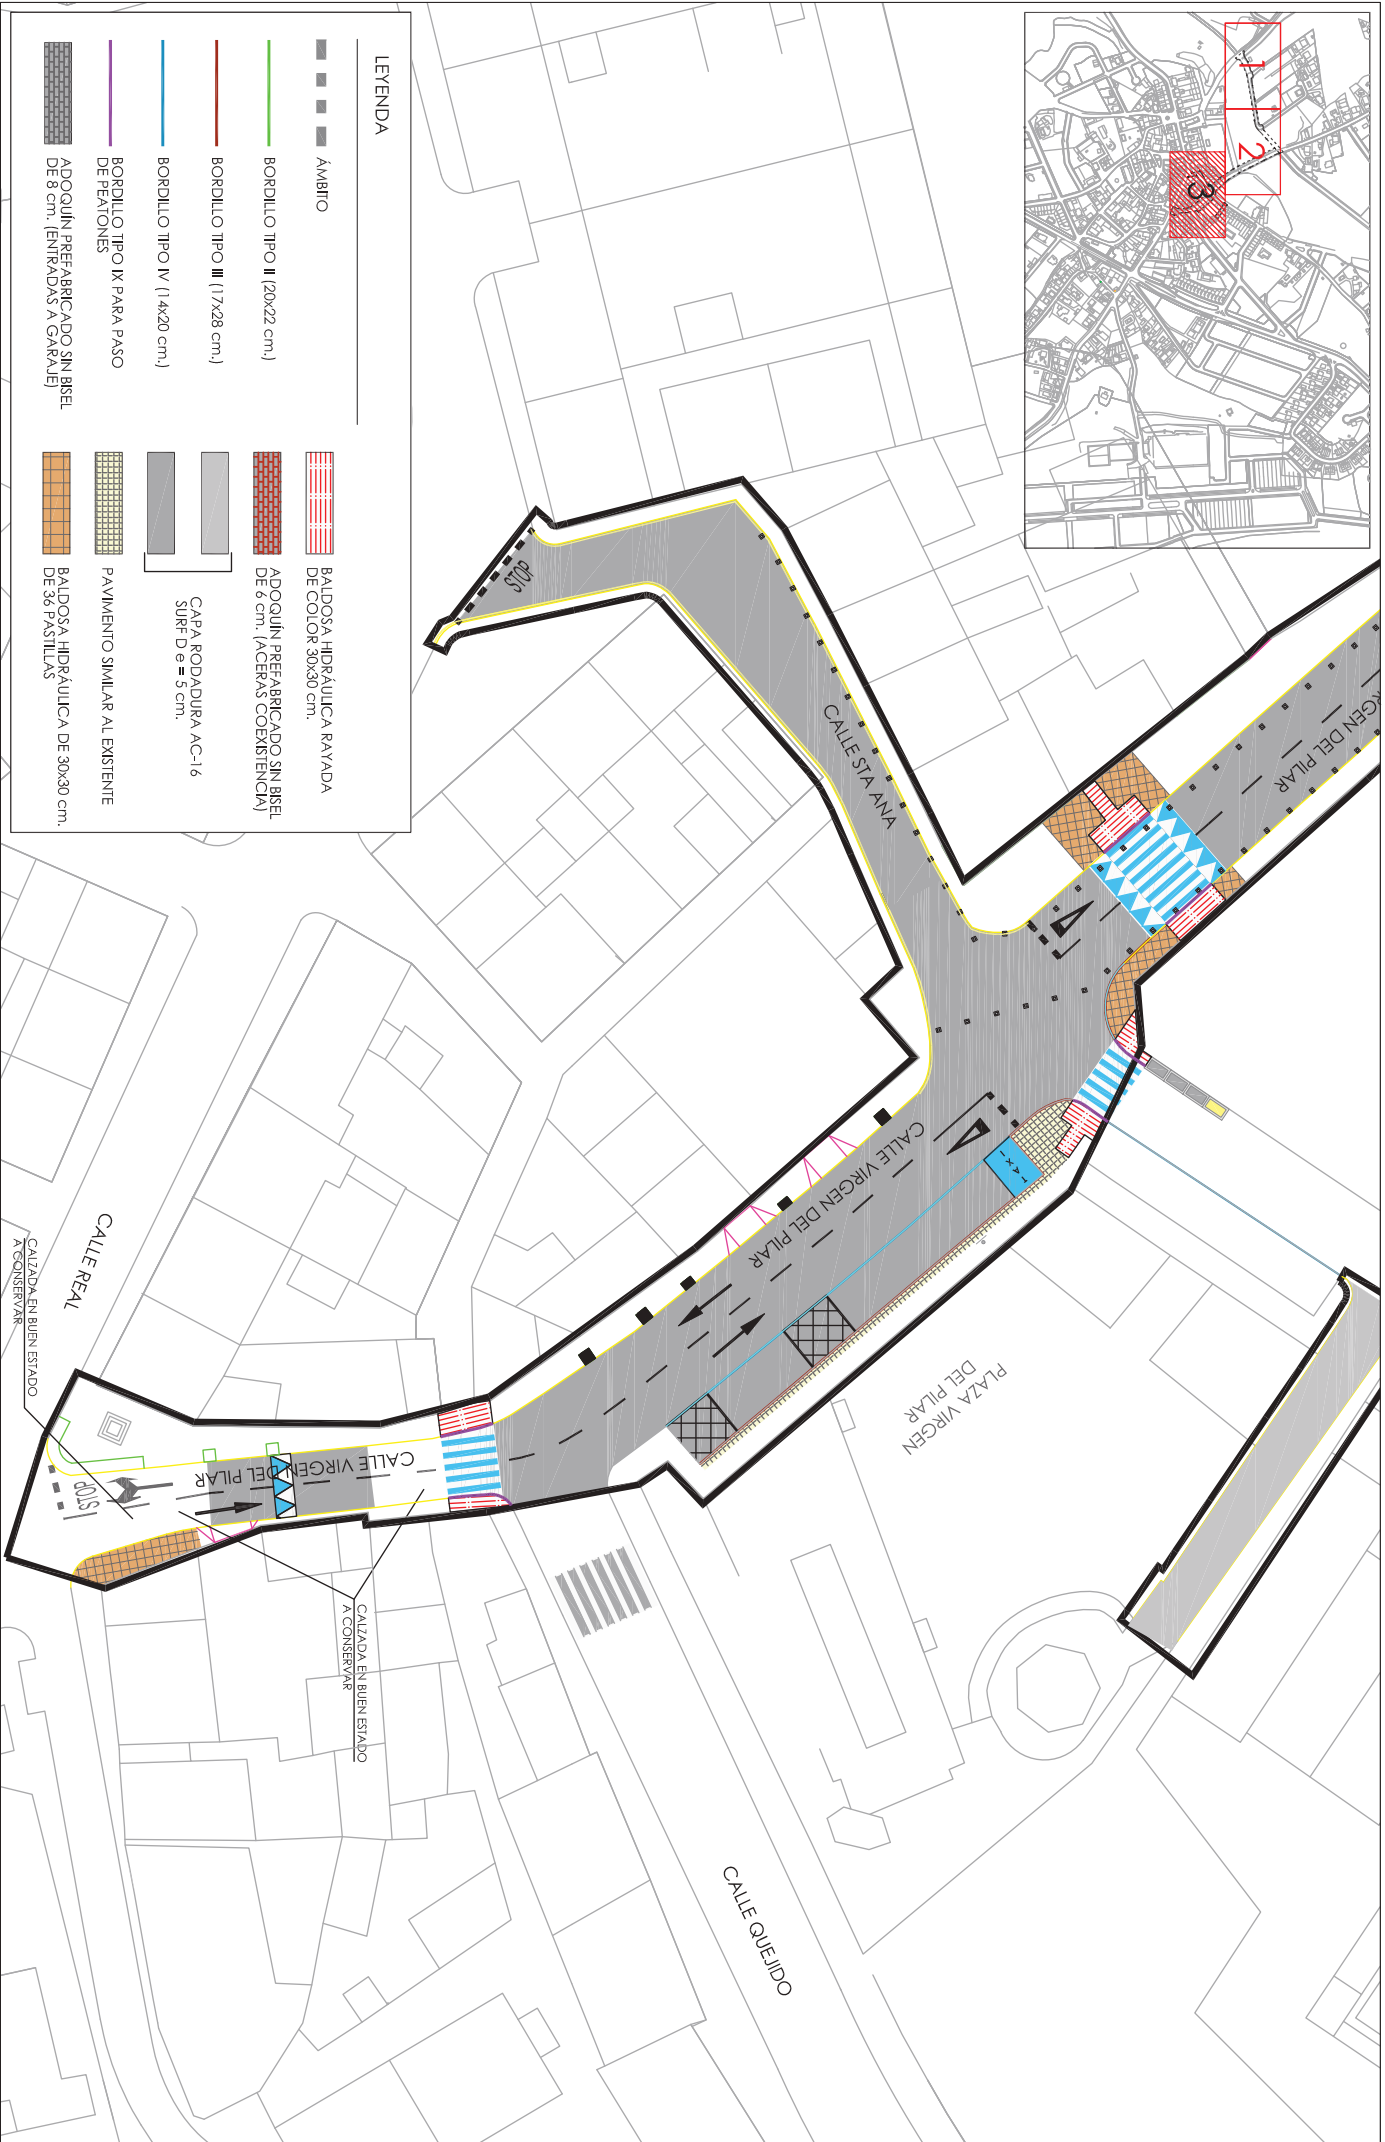 1
2
3
LEYENDA
ÁMBITO
BORDILLO TIPO II (20x22 cm.)
BORDILLO TIPO III (17x28 cm.)
BORDILLO TIPO IV (14x20 cm.)
BORDILLO TIPO IX PARA PASO
DE PEATONES
ADOQUÍN PREFABRICADO SIN BISEL
DE 8 cm. (ENTRADAS A GARAJE)
BALDOSA HIDRÁULICA RAYADA
DE COLOR 30x30 cm.
ADOQUÍN PREFABRICADO SIN BISEL
DE 6 cm. (ACERAS COEXISTENCIA)
CAPA RODADURA AC-16
SURF D e = 5 cm.
PAVIMENTO SIMILAR AL EXISTENTE
BALDOSA HIDRÁULICA DE 30x30 cm.
DE 36 PASTILLAS
RGEN DEL PILAR
CALLE STA ANA
STOP
CALLE VIRGEN DEL PILAR
TAXI
PLAZA VIRGEN
DEL PILAR
CALLE VIRGEN DEL PILAR
STOP
CALLE REAL
CALZADA EN BUEN ESTADO
A CONSERVAR
CALZADA EN BUEN ESTADO
A CONSERVAR
CALLE QUEJIDO